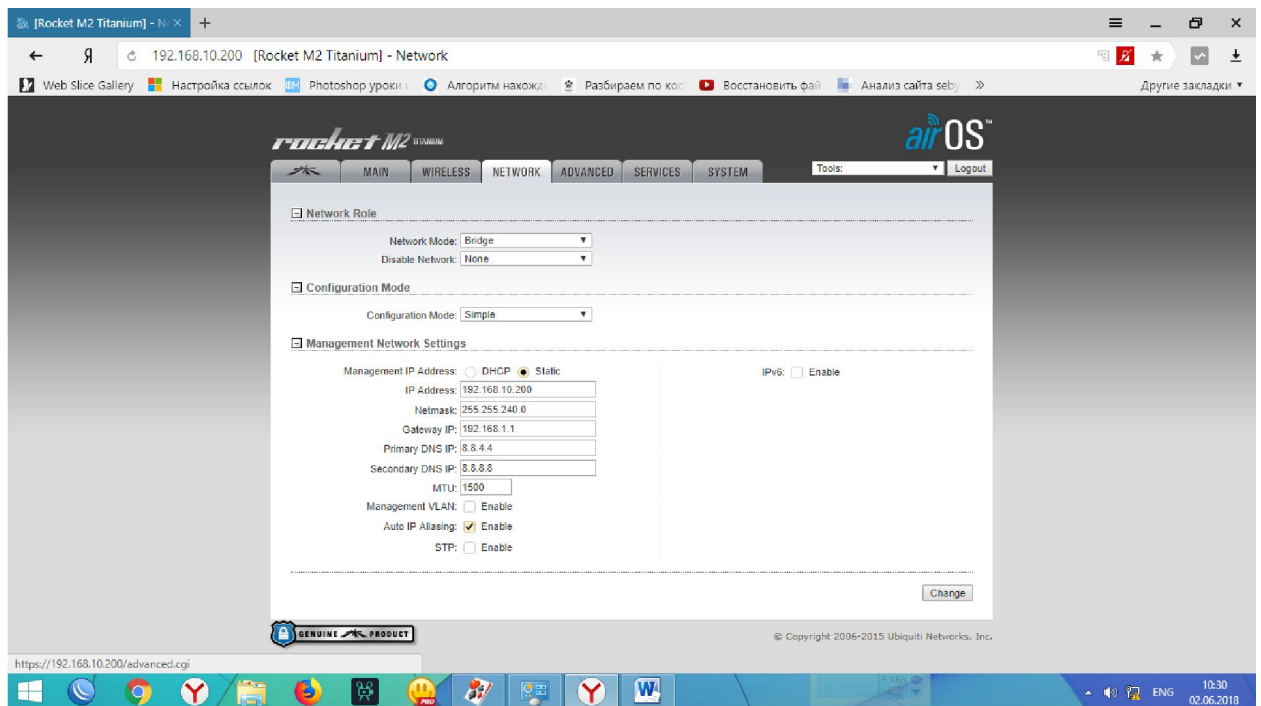 [Rocket M2 Titanium] - N
192.168.10.200 [Rocket M2 Titanium] - Network
Web Slice Gallery Настройка ссылок Photoshop уроки Алгоритм нахожд Разбираем по кос Восстановить фай Анализ сайта seby Другие закладки
rocket M2 TITANIUM
airOS™
MAIN WIRELESS NETWORK ADVANCED SERVICES SYSTEM Tools: Logout
Network Role
Network Mode: Bridge
Disable Network: None
Configuration Mode
Configuration Mode: Simple
Management Network Settings
Management IP Address: DHCP Static IPv6: Enable
IP Address: 192.168.10.200
Netmask: 255.255.240.0
Gateway IP: 192.168.1.1
Primary DNS IP: 8.8.4.4
Secondary DNS IP: 8.8.8.8
MTU: 1500
Management VLAN: Enable
Auto IP Aliasing: Enable
STP: Enable
Change
GENUINE PRODUCT © Copyright 2006-2015 Ubiquiti Networks, Inc.
https://192.168.10.200/advanced.cgi
PRO
ENG 10:30
02.06.2018